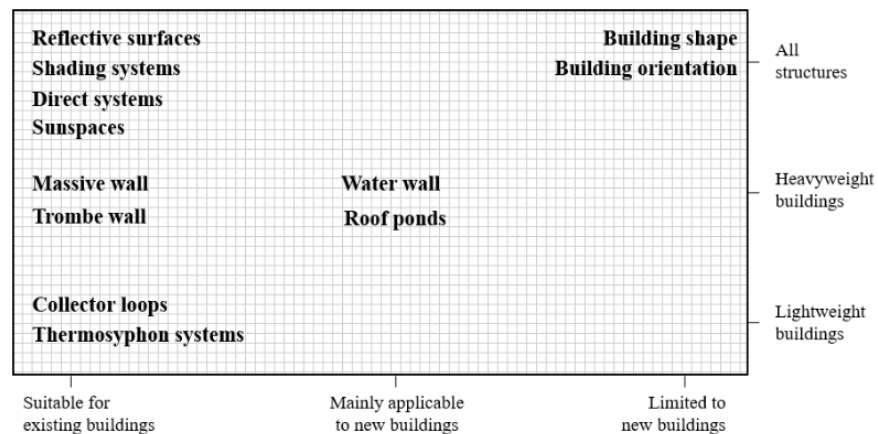 Reflective surfaces
Building shape
All
structures
Shading systems
Building orientation
Direct systems
Sunspaces
Massive wall
Water wall
Heavyweight
buildings
Trombe wall
Roof ponds
Collector loops
Lightweight
buildings
Thermosyphon systems
Suitable for
existing buildings
Mainly applicable
to new buildings
Limited to
new buildings